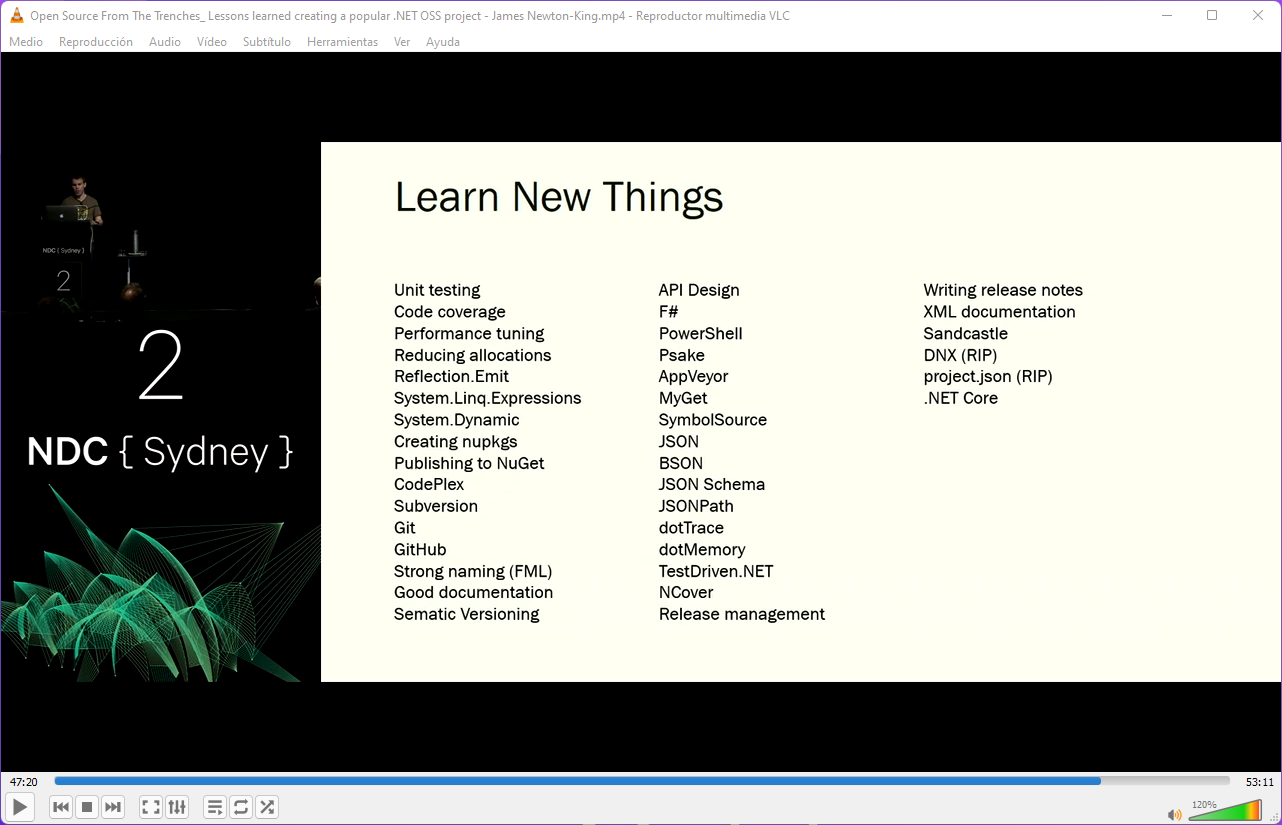 Open Source From The Trenches_ Lessons learned creating a popular .NET OSS project - James Newton-King.mp4 - Reproductor multimedia VLC
Medio Reproducción Audio Vídeo Subtítulo Herramientas Ver Ayuda
NDC { Sydney }
2
2
NDC { Sydney }
Learn New Things
Unit testing
Code coverage
Performance tuning
Reducing allocations
Reflection.Emit
System.Linq.Expressions
System.Dynamic
Creating nupkgs
Publishing to NuGet
CodePlex
Subversion
Git
GitHub
Strong naming (FML)
Good documentation
Sematic Versioning
API Design
F#
PowerShell
Psake
AppVeyor
MyGet
SymbolSource
JSON
BSON
JSON Schema
JSONPath
dotTrace
dotMemory
TestDriven.NET
NCover
Release management
Writing release notes
XML documentation
Sandcastle
DNX (RIP)
project.json (RIP)
.NET Core
47:20
53:11
120%